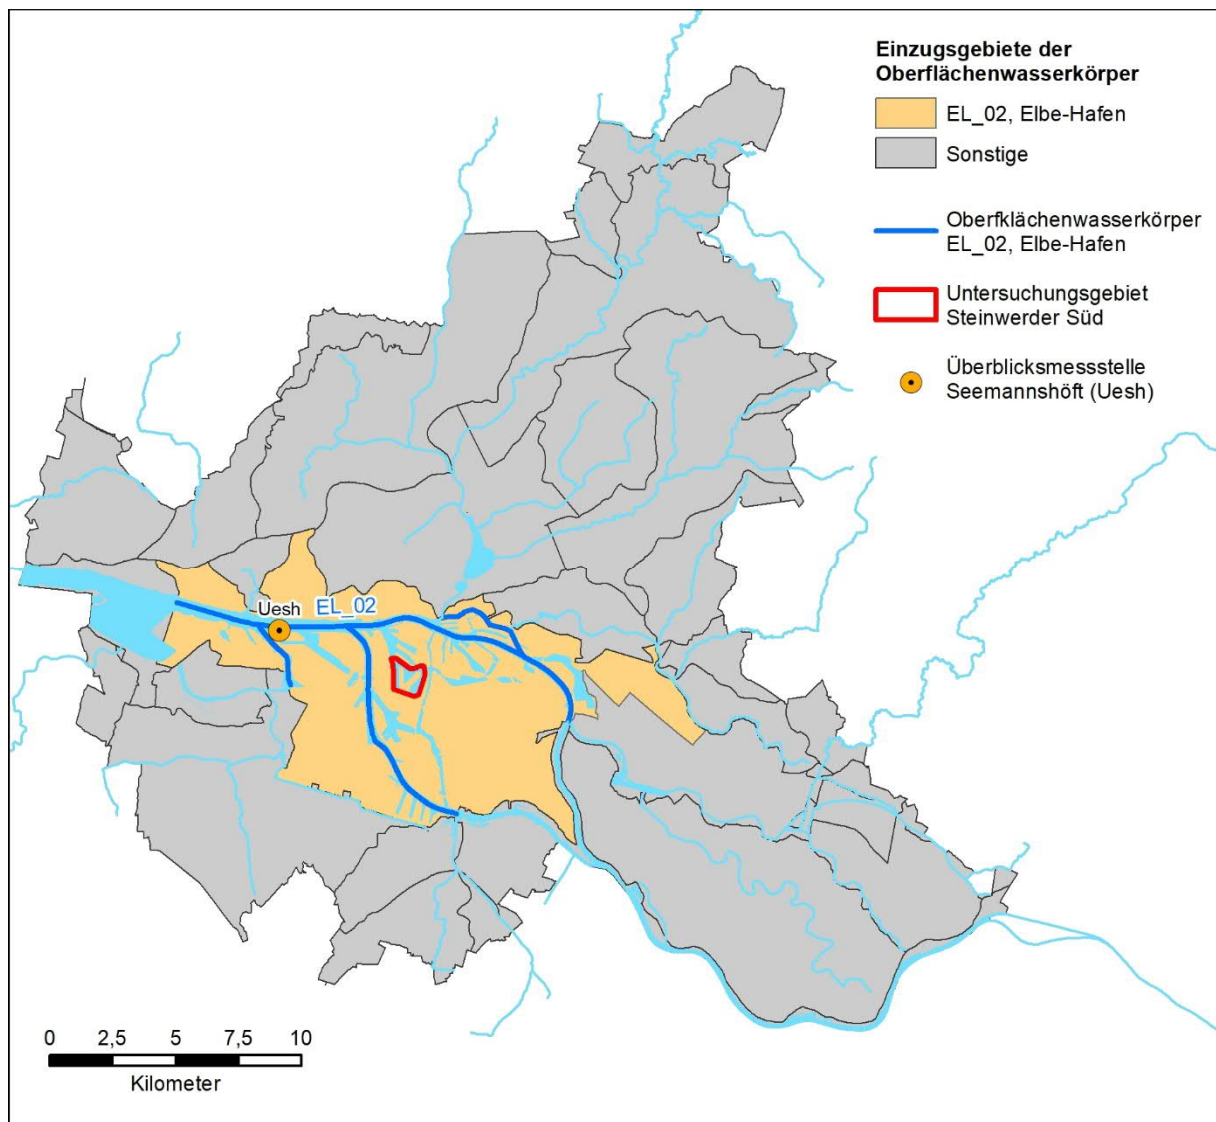 Einzugsgebiete der
Oberflächenwasserkörper
EL_02, Elbe-Hafen
Sonstige
Oberfklächenwasserkörper
EL_02, Elbe-Hafen
Untersuchungsgebiet
Steinwerder Süd
Überblicksmessstelle
Seemannshöft (Uesh)
Uesh
EL_02
0 2,5 5 7,5 10
Kilometer